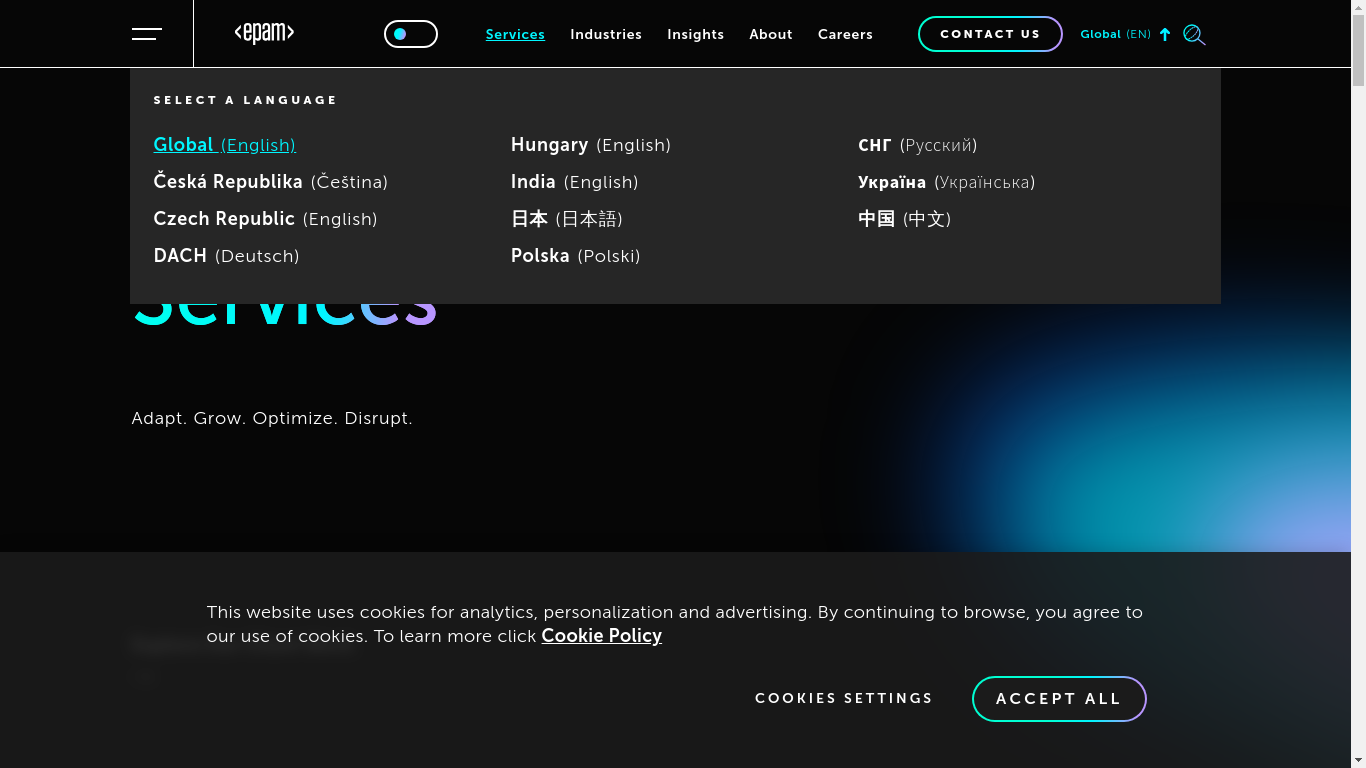 <epam>
Services
Industries
Insights
About
Careers
CONTACT US
Global (EN)
SELECT A LANGUAGE
Global (English)
Hungary (English)
СНГ (Русский)
Česká Republika (Čeština)
India (English)
Україна (Українська)
Czech Republic (English)
日本 (日本語)
中国 (中文)
DACH (Deutsch)
Polska (Polski)
Services
Adapt. Grow. Optimize. Disrupt.
This website uses cookies for analytics, personalization and advertising. By continuing to browse, you agree to
our use of cookies. To learn more click Cookie Policy
COOKIES SETTINGS
ACCEPT ALL